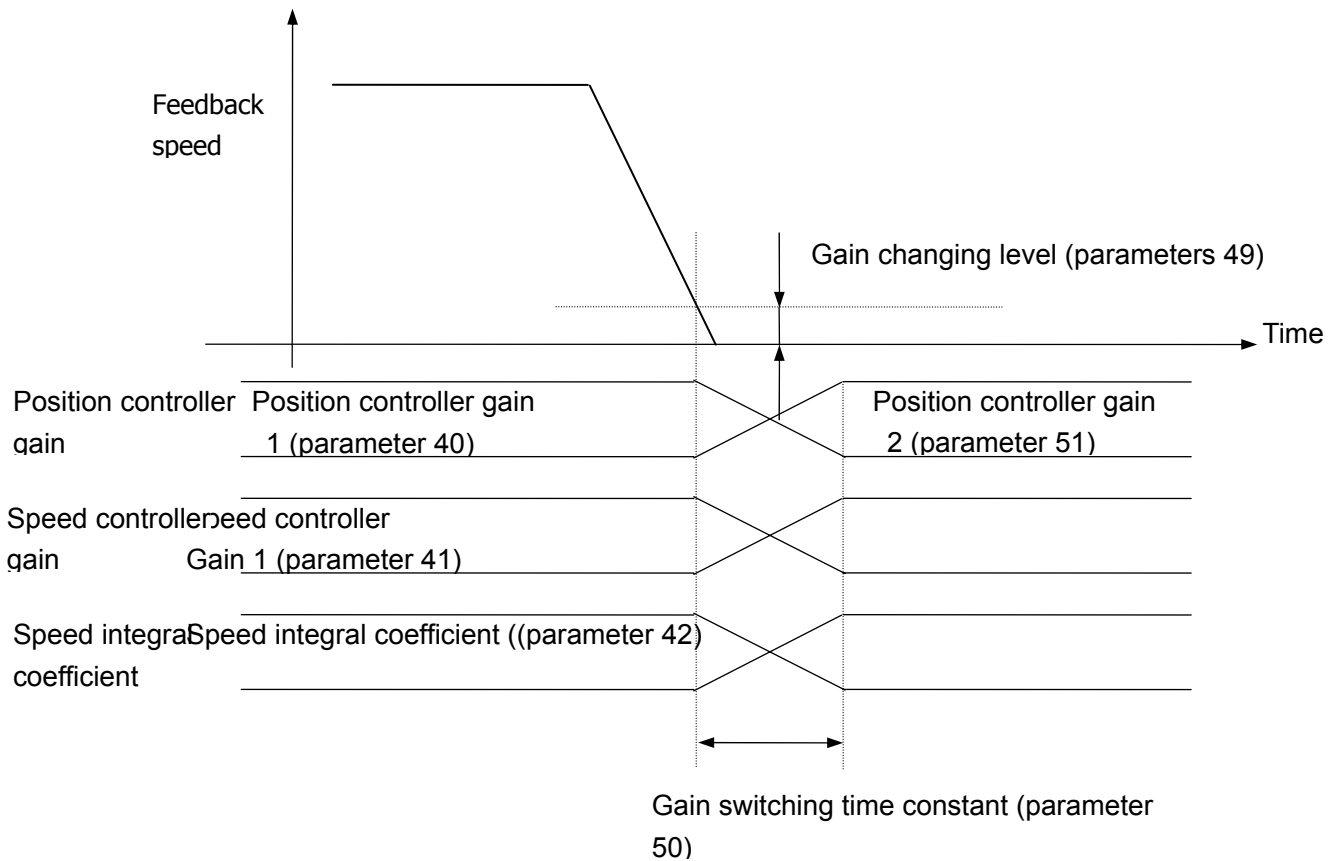 Feedback
speed
Gain changing level (parameters 49)
Time
Position controller
gain
Position controller gain
1 (parameter 40)
Position controller gain
2 (parameter 51)
Speed controller
gain
peed controller
Gain 1 (parameter 41)
Speed integral
coefficient
Speed integral coefficient ((parameter 42)
Gain switching time constant (parameter
50)